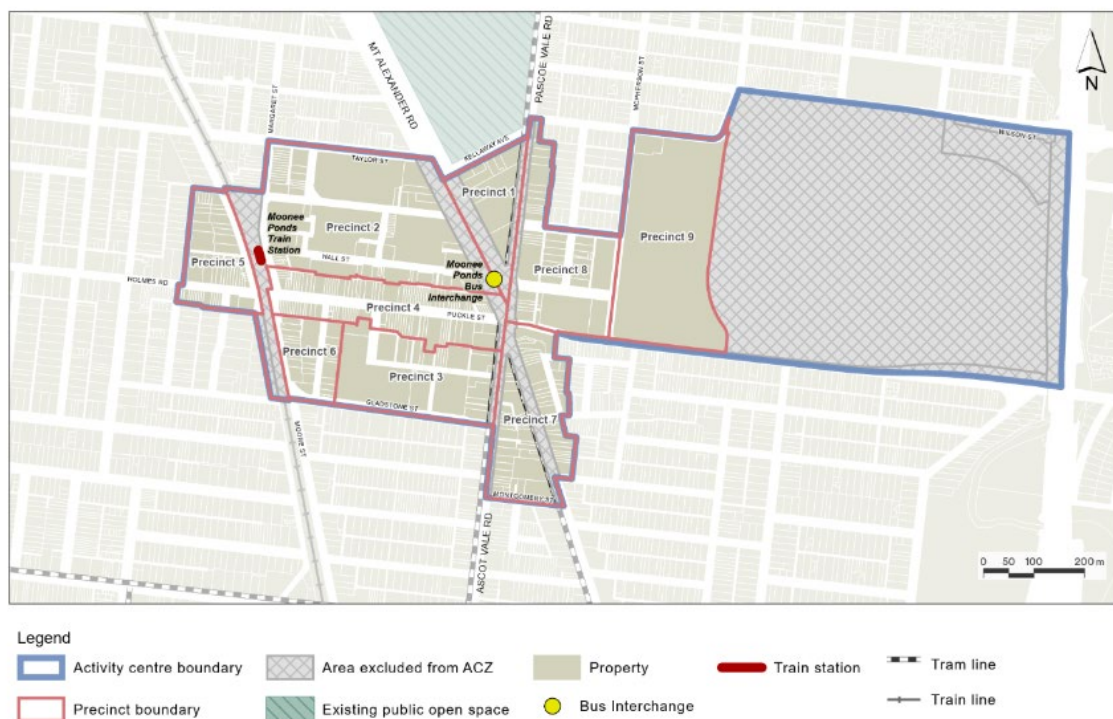 MT ALEXANDER RD
PASCOE VALE RD
MCPHERSON ST
N
MARGARET ST
KELLAWAY AVE
NISSON ST
TAYLOR ST
Precinct 1
Precinct 2
Moonee
Ponds
Train
Station
Precinct 9
Precinct 5
HALL ST
Moonee
Ponds
Bus
Interchange
Precinct 8
HOLMES RD
Precinct 4
PUCKLE ST
Precinct 6
Precinct 3
GLADSTONE ST
Precinct 7
MOORE ST
MONTGOMERY ST
ASCOT VALE RD
0 50 100 200 m
Legend
Activity centre boundary
Area excluded from ACZ
Property
Train station
Tram line
Precinct boundary
Existing public open space
Bus Interchange
Train line